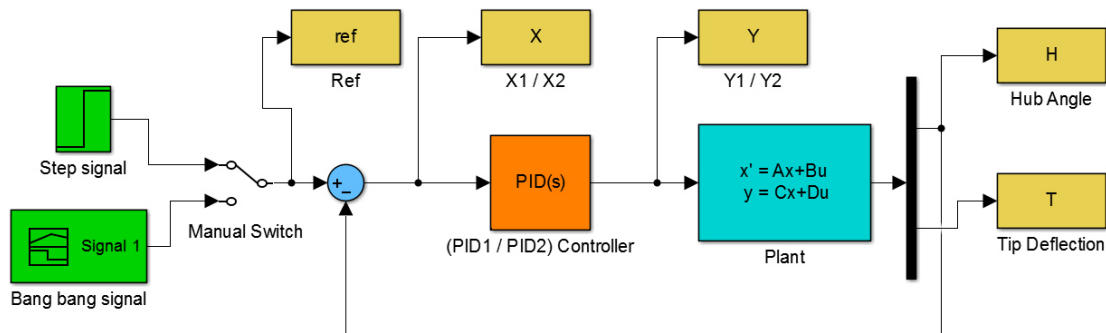 ref
Ref
X
X1 / X2
Y
Y1 / Y2
H
Hub Angle
Step signal
Manual Switch
Signal 1
Bang bang signal
+
−
PID(s)
(PID1 / PID2) Controller
x' = Ax+Bu
y = Cx+Du
Plant
T
Tip Deflection